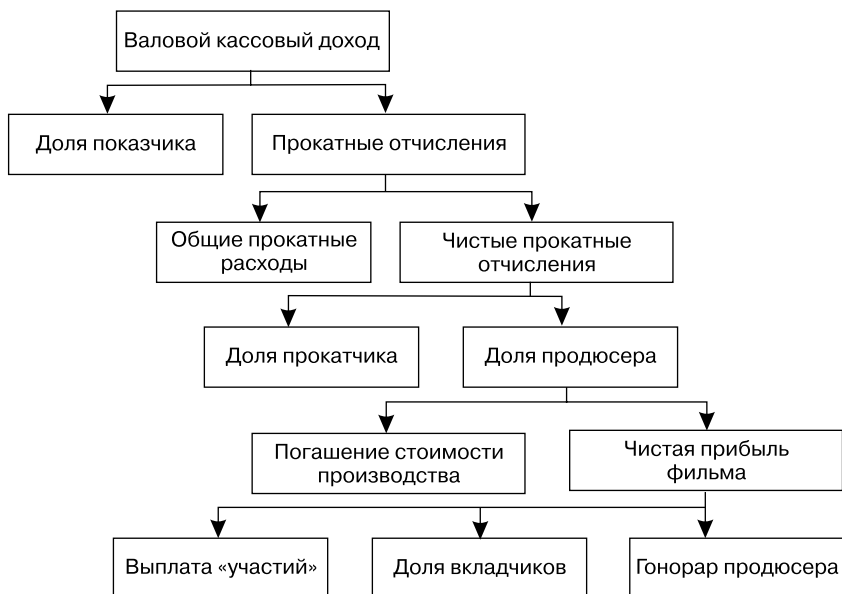 Валовой кассовый доход
Доля показчика
Прокатные отчисления
Общие прокатные
расходы
Чистые прокатные
отчисления
Доля прокатчика
Доля продюсера
Погашение стоимости
производства
Чистая прибыль
фильма
Выплата «участий»
Доля вкладчиков
Гонорар продюсера